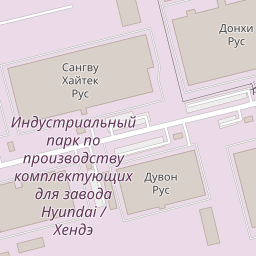 Донхи
Рус
Сангву
Хайтек
Рус
Индустриальный
парк по
производству
комплектующих
для завода
Hyundai /
Хендэ
Дувон
Рус